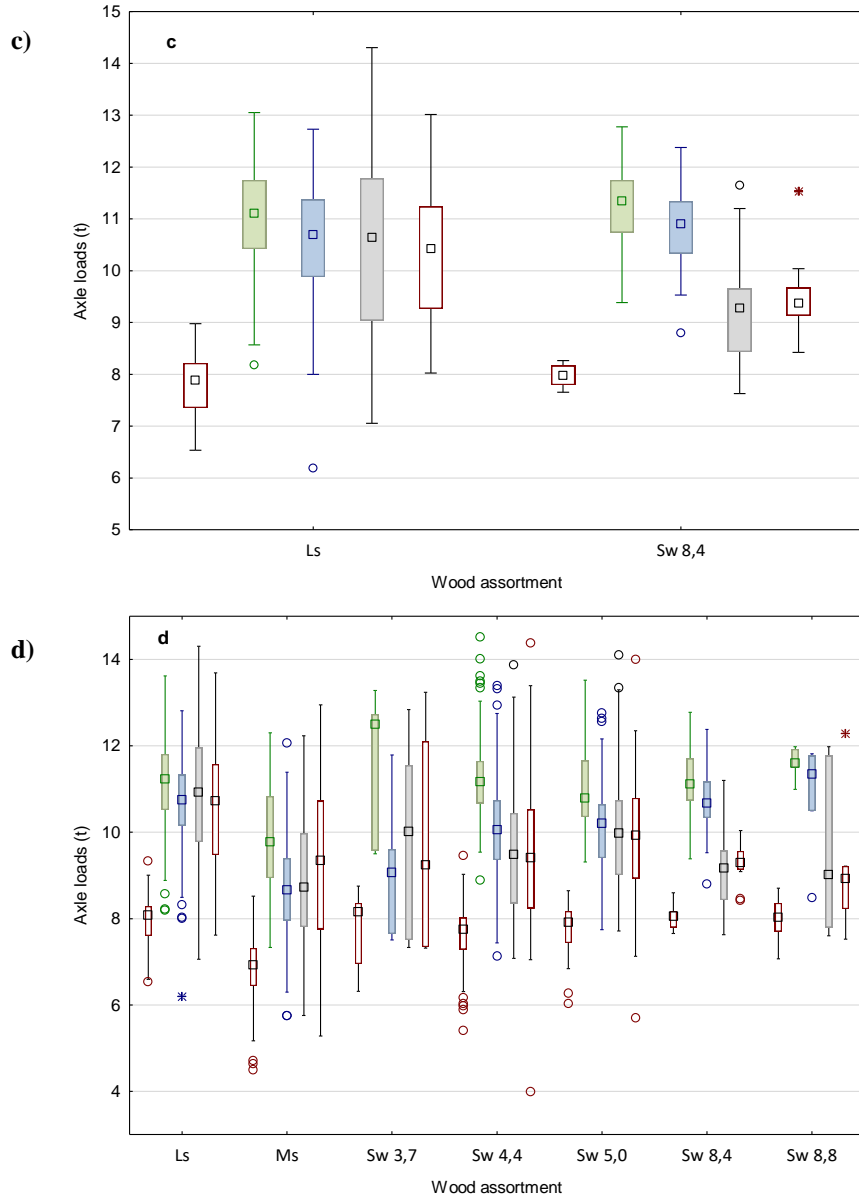 c)
c
15
14
13
12
11
10
9
8
7
6
5
Axle loads (t)
Ls Sw 8,4
Wood assortment
d)
d
14
12
10
8
6
4
Axle loads (t)
Ls Ms Sw 3,7 Sw 4,4 Sw 5,0 Sw 8,4 Sw 8,8
Wood assortment